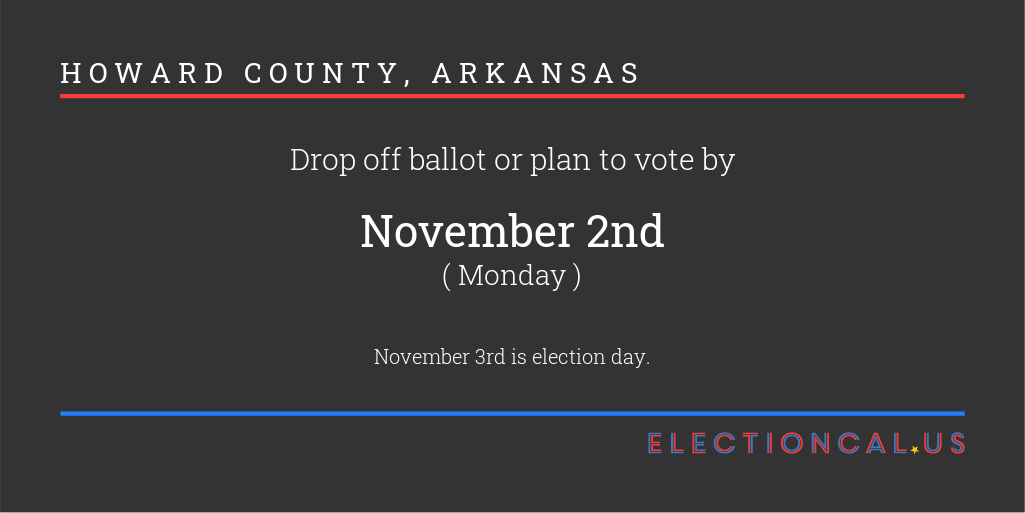 HOWARD COUNTY, ARKANSAS
Drop off ballot or plan to vote by
November 2nd
( Monday )
November 3rd is election day.
ELECTIONCAL.US